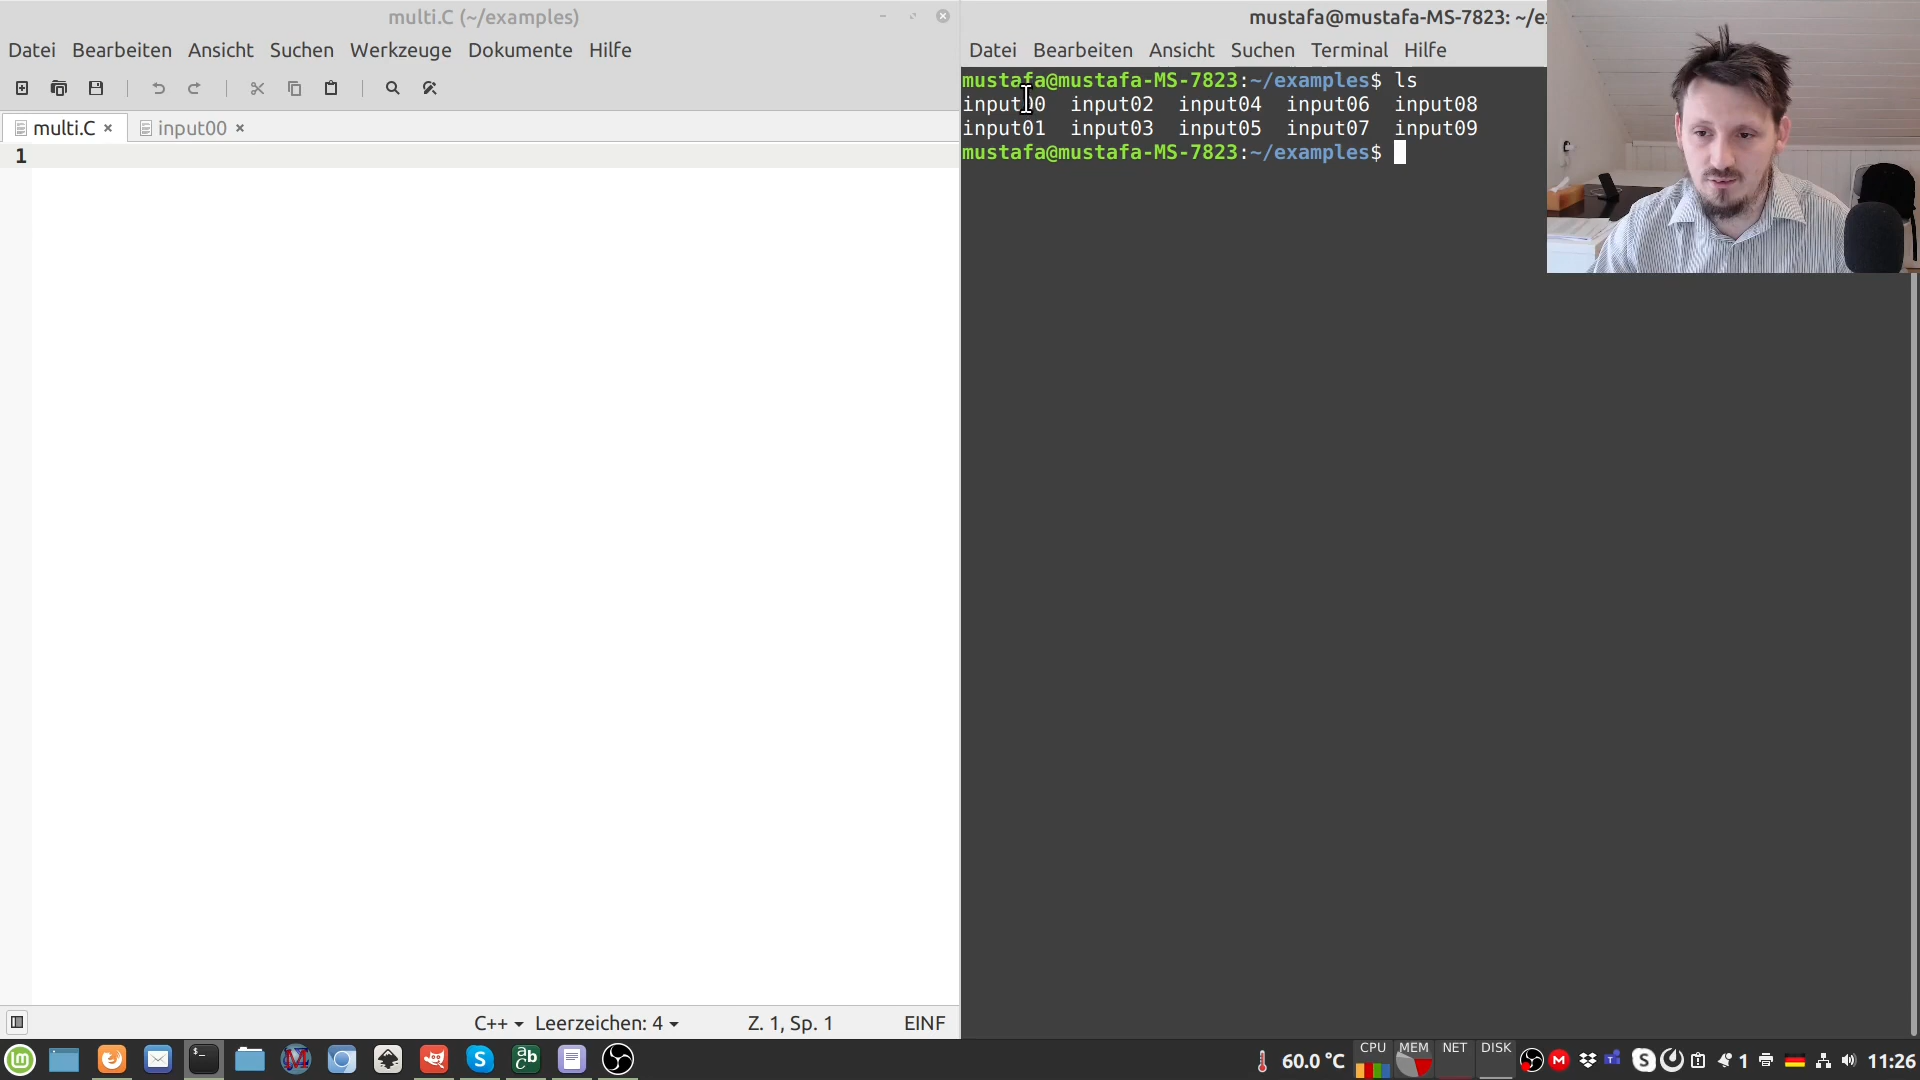 multi.C (~/examples)
Datei Bearbeiten Ansicht Suchen Werkzeuge Dokumente Hilfe
multi.C × input00 ×
1
C++ Leerzeichen: 4 Z. 1, Sp. 1 EINF
mustafa@mustafa-MS-7823: ~/e
Datei Bearbeiten Ansicht Suchen Terminal Hilfe
mustafa@mustafa-MS-7823:~/examples$ ls
input00 input02 input04 input06 input08
input01 input03 input05 input07 input09
mustafa@mustafa-MS-7823:~/examples$
60.0 °C CPU MEM NET DISK 1 11:26